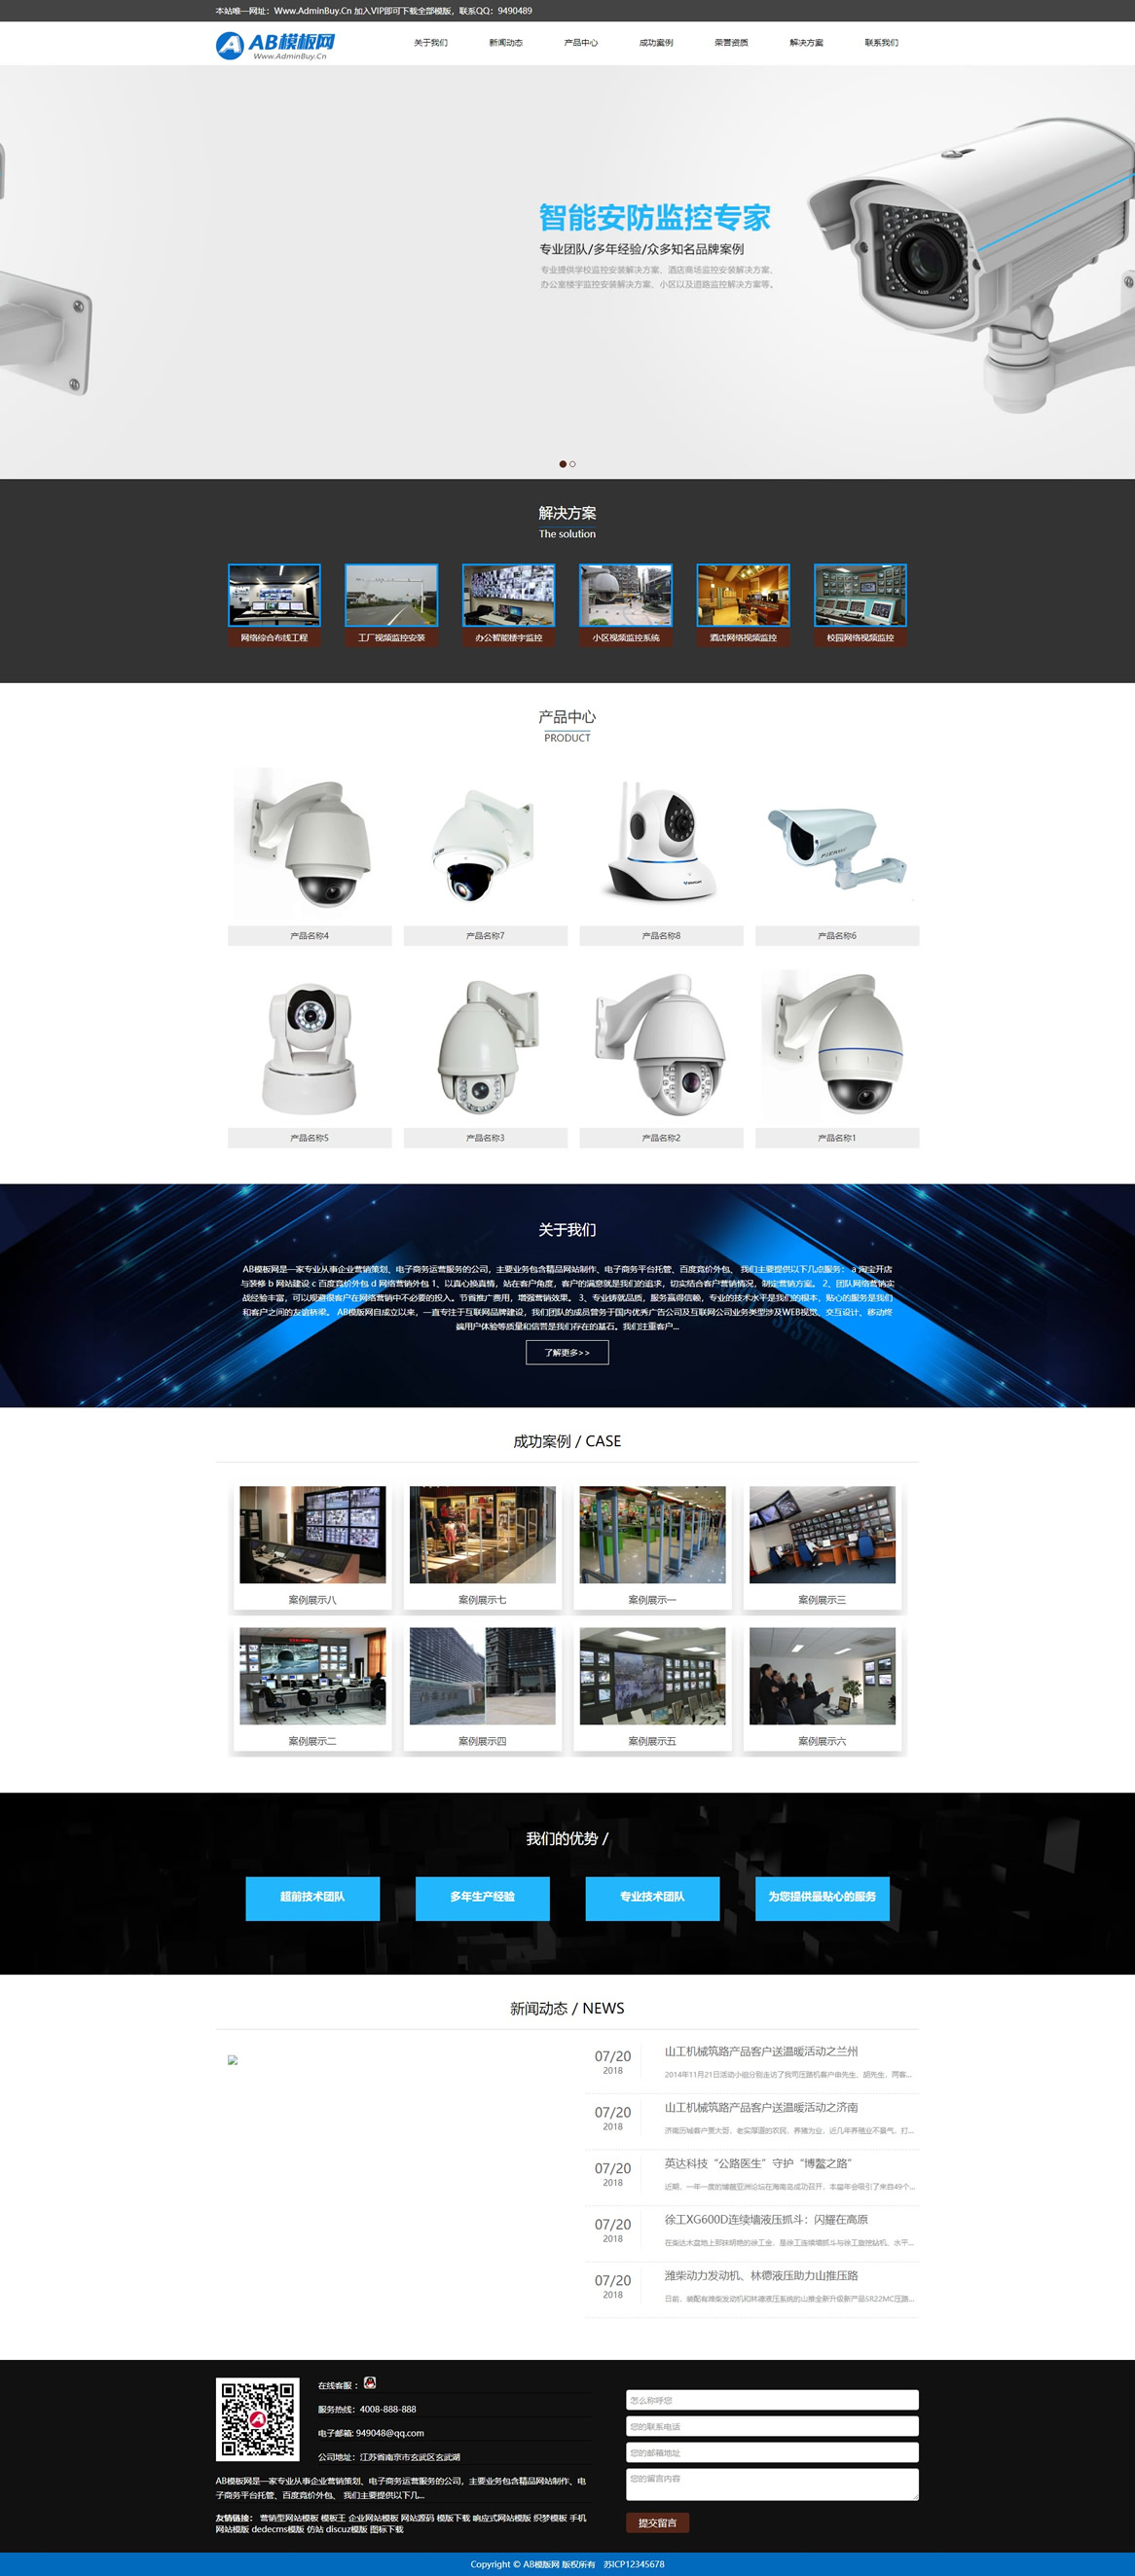 本站唯一网址：Www.AdminBuy.Cn 加入VIP即可下载全部模版，联系QQ：9490489
AB模板网
Www.AdminBuy.Cn
关于我们 新闻动态 产品中心 成功案例 荣誉资质 解决方案 联系我们
智能安防监控专家
专业团队/多年经验/众多知名品牌案例
专业提供学校监控安装解决方案、酒店商场监控安装解决方案、
办公室楼宇监控安装解决方案、小区以及道路监控解决方案等。
解决方案
The solution
网络综合布线工程 工厂视频监控安装 办公智能楼宇监控 小区视频监控系统 酒店网络视频监控 校园网络视频监控
产品中心
PRODUCT
产品名称4 产品名称7 产品名称8 产品名称6
产品名称5 产品名称3 产品名称2 产品名称1
关于我们
AB模板网是一家专业从事企业营销策划、电子商务运营服务的公司，主要业务包含精品网站制作、电子商务平台托管、百度竞价外包、 我们主要提供以下几点服务： a 淘宝开店
与装修 b 网站建设 c 百度竞价外包 d 网络营销外包 1、以真心换真情，站在客户角度，客户的满意就是我们的追求，切实结合客户营销情况，制定营销方案。 2、团队网络营销实
战经验丰富，可以规避很客户在网络营销中不必要的投入。节省推广费用，增强营销效果。 3、专业铸就品质，服务赢得信赖，专业的技术水平是我们的根本，贴心的服务是我们
和客户之间的友谊桥梁。 AB模版网自成立以来，一直专注于互联网品牌建设，我们团队的成员曾务于国内优秀广告公司及互联网公司业务类型涉及WEB视觉、交互设计、移动终
端用户体验等质量和信誉是我们存在的基石。我们注重客户...
了解更多>>
成功案例 / CASE
案例展示八 案例展示七 案例展示一 案例展示三
案例展示二 案例展示四 案例展示五 案例展示六
我们的优势 /
超前技术团队 多年生产经验 专业技术团队 为您提供最贴心的服务
新闻动态 / NEWS
07/20 山工机械筑路产品客户送温暖活动之兰州
2018 2014年11月21日活动小组分别走访了我司压路机客户申先生、胡先生，两客...
07/20 山工机械筑路产品客户送温暖活动之济南
2018 济南历城客户贾大哥，老实厚道的农民，养猪为业，近几年养殖业不景气，打...
07/20 英达科技“公路医生”守护“博鳌之路”
2018 近期，一年一度的博鳌亚洲论坛在海南岛成功召开，本届年会吸引了来自49个...
07/20 徐工XG600D连续墙液压抓斗：闪耀在高原
2018 在柴达木盆地上那抹明艳的徐工金，是徐工连续墙抓斗与徐工旋挖钻机、水平...
07/20 潍柴动力发动机、林德液压助力山推压路
2018 日前，装配有潍柴发动机和林德液压系统的山推全新升级新产品SR22MC压路...
在线客服 ：
服务热线：4008-888-888
电子邮箱: 949048@qq.com
公司地址：江苏省南京市玄武区玄武湖
AB模板网是一家专业从事企业营销策划、电子商务运营服务的公司，主要业务包含精品网站制作、电
子商务平台托管、百度竞价外包、 我们主要提供以下几...
友情链接： 营销型网站模板 模板王 企业网站模板 网站源码 模版下载 响应式网站模版 织梦模板 手机
网站模版 dedecms模版 仿站 discuz模版 图标下载
怎么称呼您
您的联系电话
您的邮箱地址
您的留言内容
提交留言
Copyright © AB模版网 版权所有 苏ICP12345678